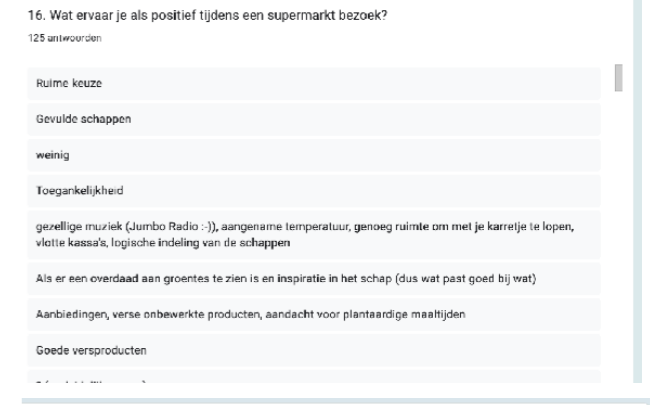 16. Wat ervaar je als positief tijdens een supermarkt bezoek?
125 antwoorden
Ruime keuze
Gevulde schappen
weinig
Toegankelijkheid
gezellige muziek (Jumbo Radio :-)), aangename temperatuur, genoeg ruimte om met je karretje te lopen,
vlotte kassa's, logische indeling van de schappen
Als er een overdaad aan groentes te zien is en inspiratie in het schap (dus wat past goed bij wat)
Aanbiedingen, verse onbewerkte producten, aandacht voor plantaardige maaltijden
Goede versproducten